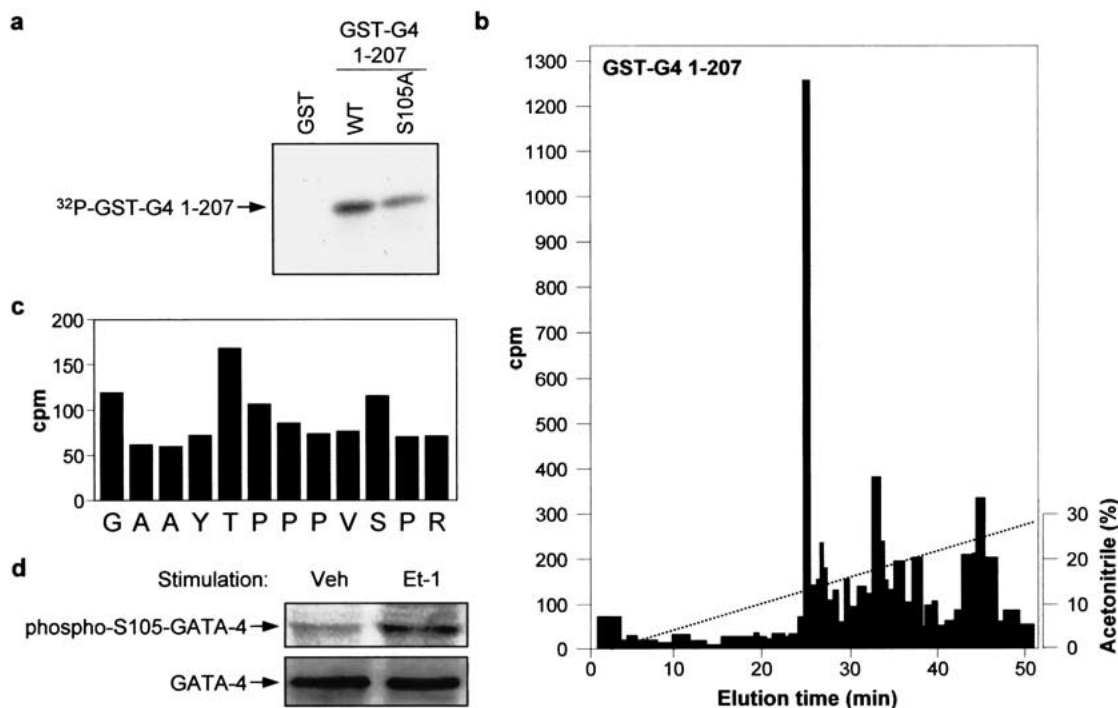 a
GST-G4
1-207
GST
WT
S105A
³²P-GST-G4 1-207
b
GST-G4 1-207
1300
1200
1100
1000
900
800
700
600
500
400
300
200
100
0
cpm
30
20
10
0
Acetonitrile (%)
0 10 20 30 40 50
Elution time (min)
c
200
150
100
50
0
cpm
G A A Y T P P P V S P R
d
Stimulation: Veh Et-1
phospho-S105-GATA-4
GATA-4